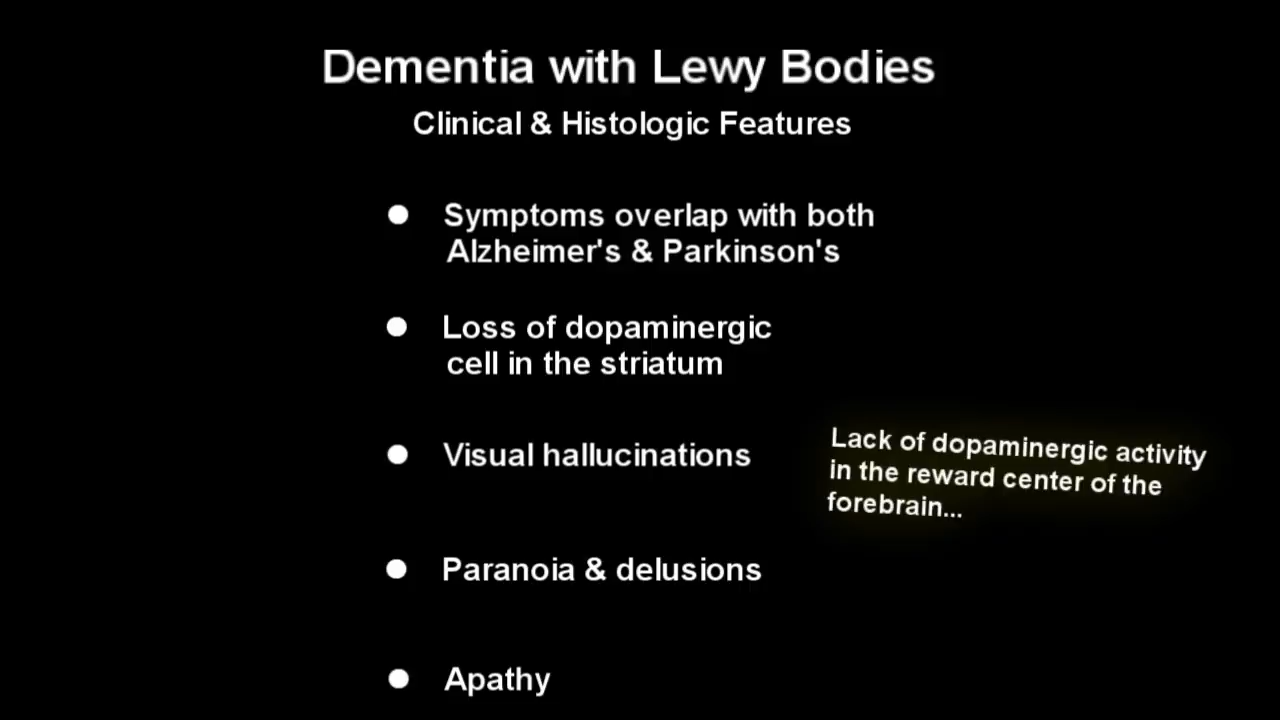 Dementia with Lewy Bodies
Clinical & Histologic Features
● Symptoms overlap with both
Alzheimer's & Parkinson's
● Loss of dopaminergic
cell in the striatum
● Visual hallucinations
Lack of dopaminergic activity
in the reward center of the
forebrain...
● Paranoia & delusions
● Apathy